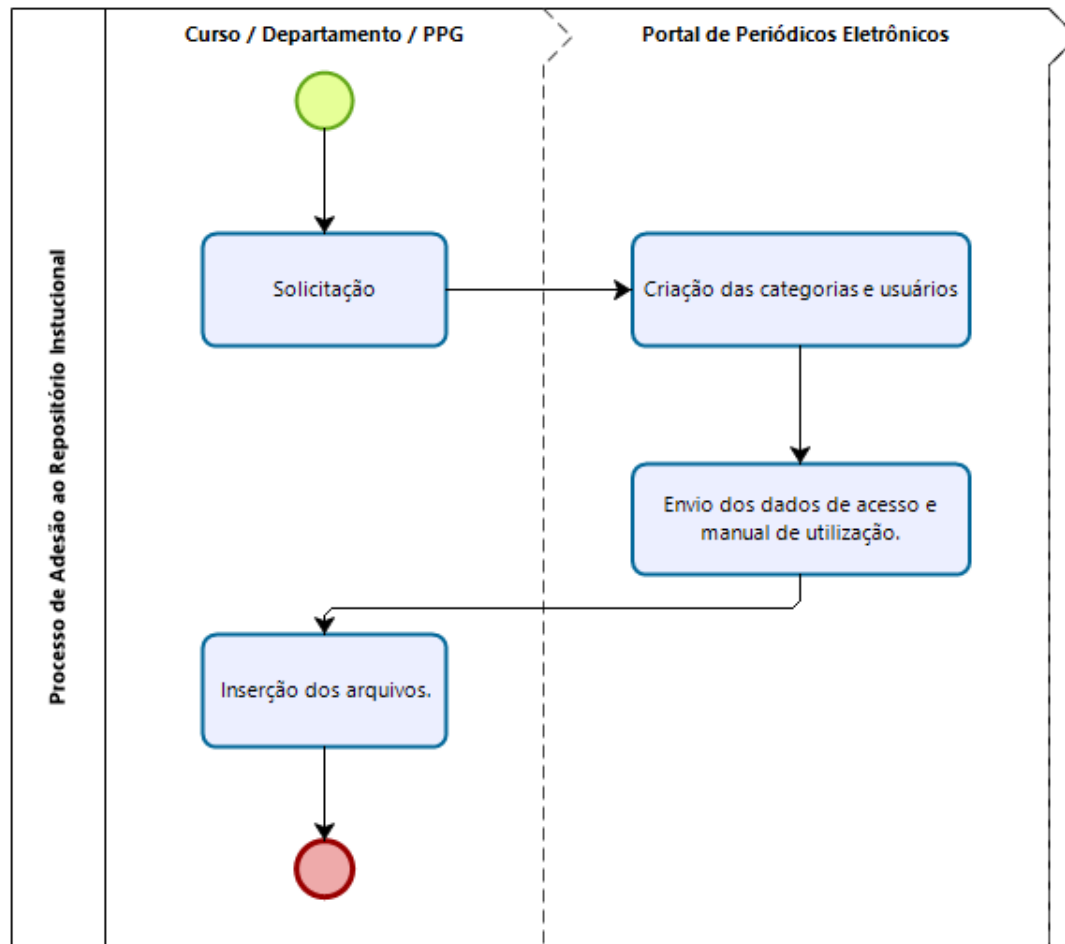 Curso / Departamento / PPG
Portal de Periódicos Eletrônicos
Processo de Adesão ao Repositório Instucional
Solicitação
Criação das categorias e usuários
Envio dos dados de acesso e
manual de utilização.
Inserção dos arquivos.